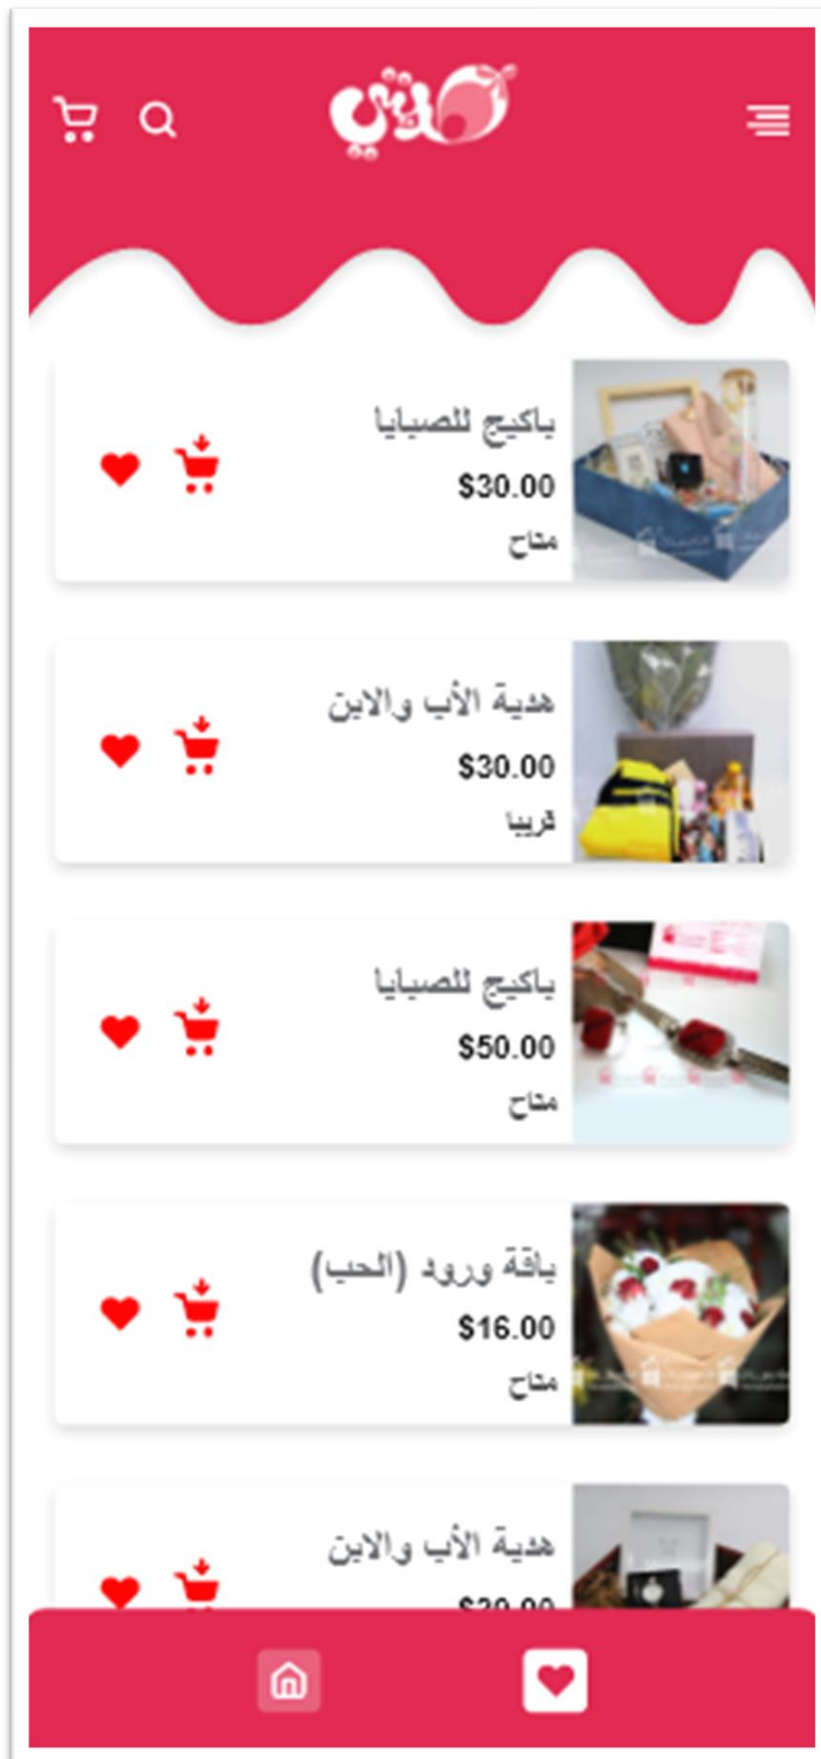 باكيج للصبايا
$30.00
متاح
هدية الأب والابن
$30.00
قريبا
باكيج للصبايا
$50.00
متاح
باقة ورود (الحب)
$16.00
متاح
هدية الأب والابن